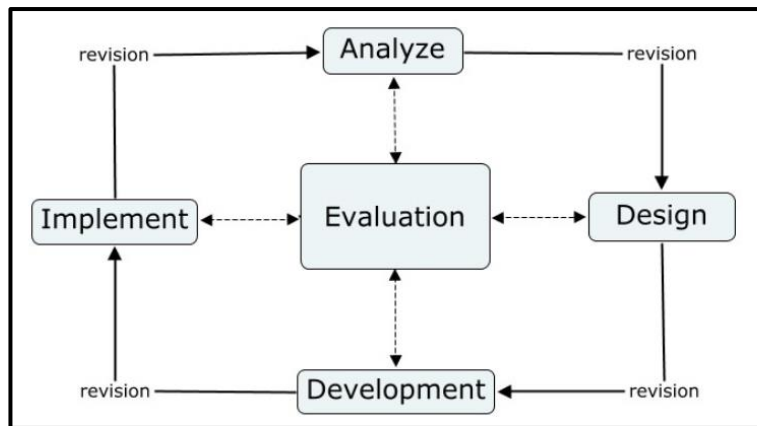 Analyze
revision
revision
Implement
Evaluation
Design
revision
Development
revision